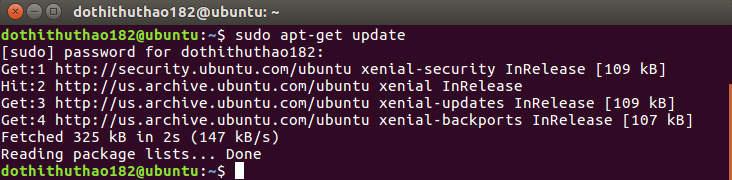 dothithuthao182@ubuntu: ~
dothithuthao182@ubuntu:~$ sudo apt-get update
[sudo] password for dothithuthao182:
Get:1 http://security.ubuntu.com/ubuntu xenial-security InRelease [109 kB]
Hit:2 http://us.archive.ubuntu.com/ubuntu xenial InRelease
Get:3 http://us.archive.ubuntu.com/ubuntu xenial-updates InRelease [109 kB]
Get:4 http://us.archive.ubuntu.com/ubuntu xenial-backports InRelease [107 kB]
Fetched 325 kB in 2s (147 kB/s)
Reading package lists... Done
dothithuthao182@ubuntu:~$